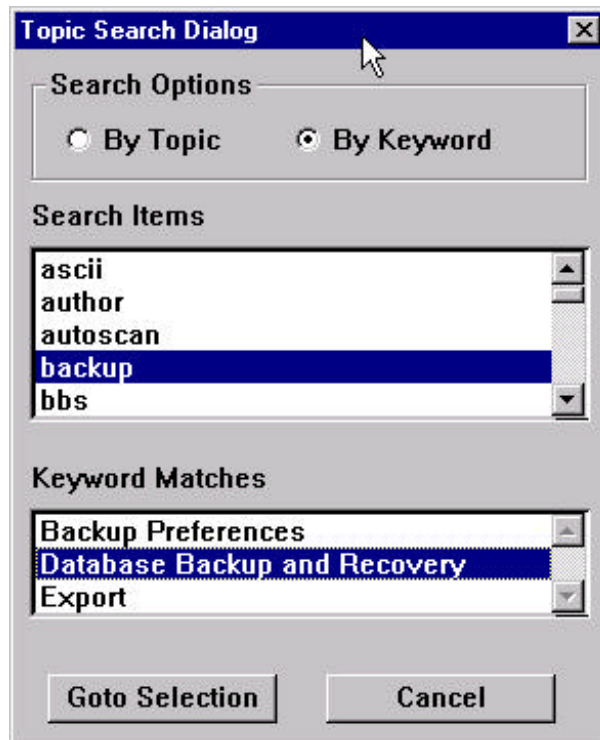 Topic Search Dialog
Search Options
By Topic By Keyword
Search Items
ascii
author
autoscan
backup
bbs
Keyword Matches
Backup Preferences
Database Backup and Recovery
Export
Goto Selection Cancel